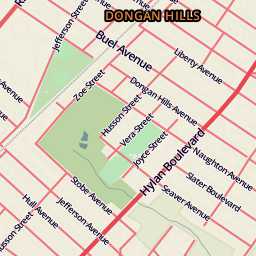 DONGAN HILLS
Jefferson Street
Buel Avenue
Liberty Avenue
Zoe Street
Dongan Hills Avenue
Husson Street
Vera Street
Joyce Street
Hylan Boulevard
Naughton Avenue
Slater Boulevard
Seaver Avenue
Stobe Avenue
Jefferson Avenue
Hull Avenue
Husson Street